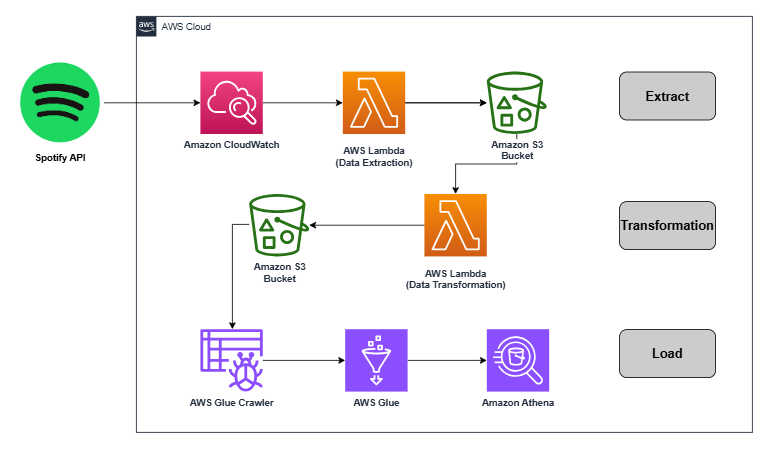 aws
AWS Cloud
Spotify API
Amazon CloudWatch
AWS Lambda
(Data Extraction)
Amazon S3
Bucket
Extract
Amazon S3
Bucket
AWS Lambda
(Data Transformation)
Transformation
AWS Glue Crawler
AWS Glue
Amazon Athena
Load